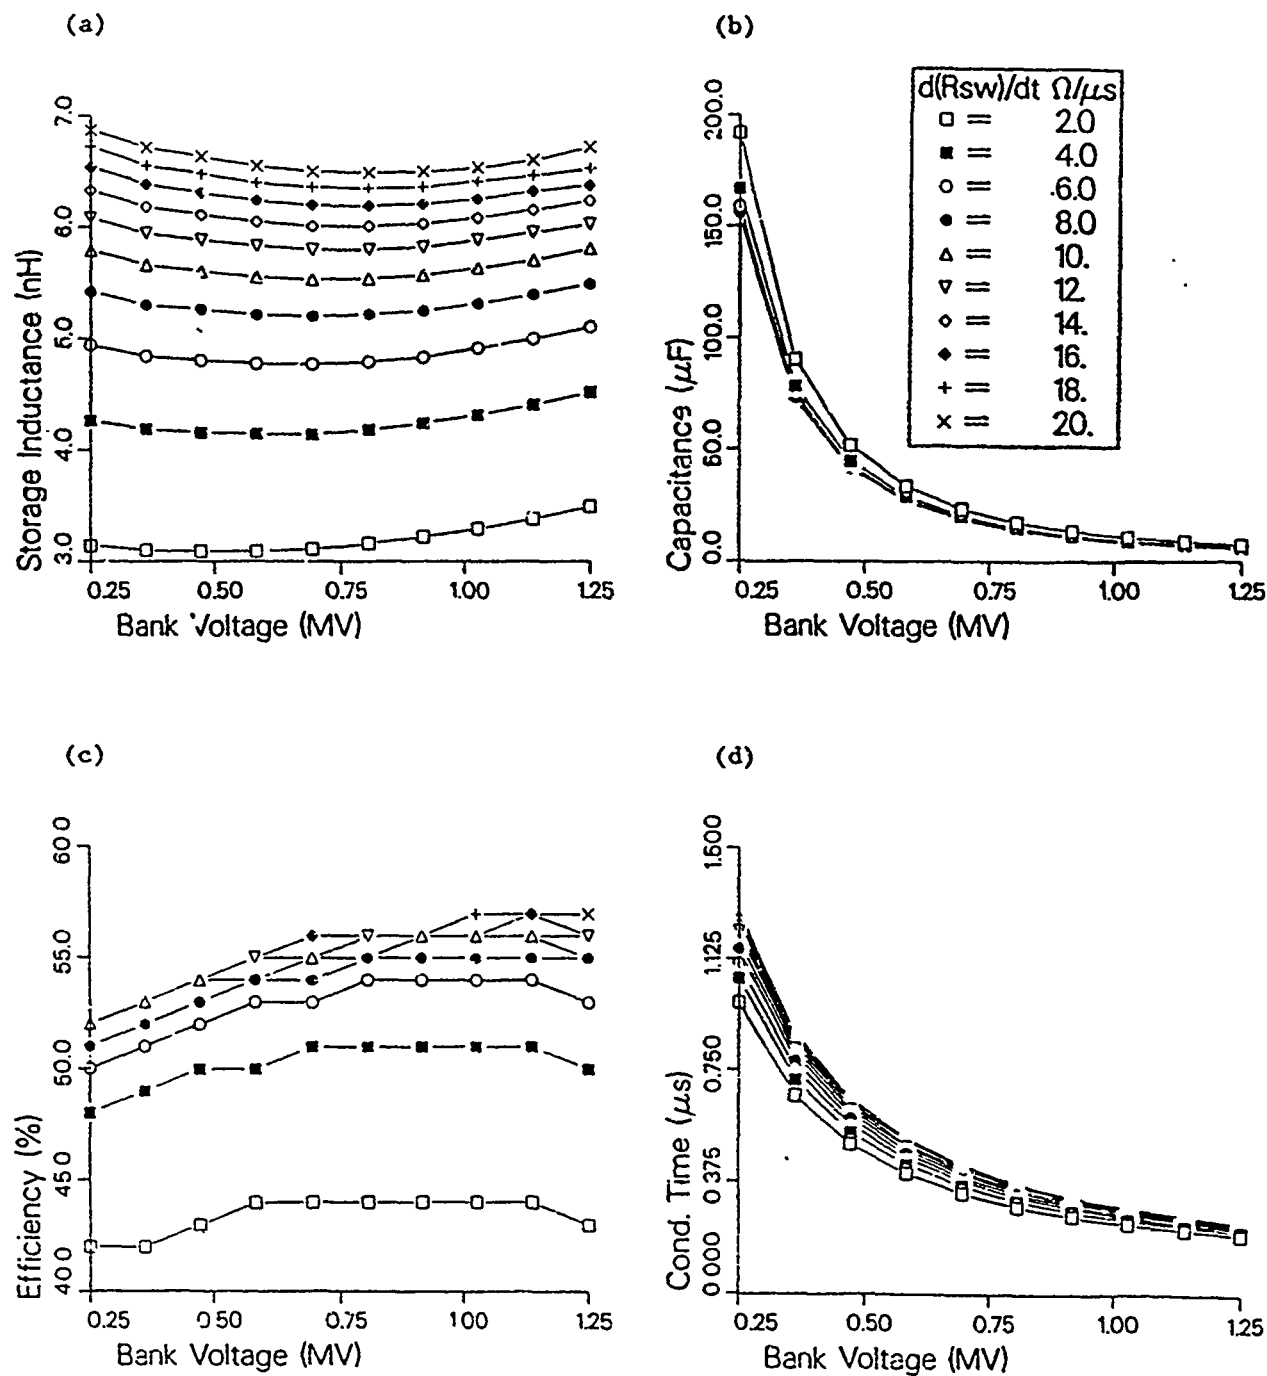 (a)
7.0
6.0
5.0
4.0
3.0
Storage Inductance (nH)
0.25 0.50 0.75 1.00 1.25
Bank Voltage (MV)
(b)
200.0
150.0
100.0
50.0
0.0
Capacitance (μF)
0.25 0.50 0.75 1.00 1.25
Bank Voltage (MV)
d(Rsw)/dt Ω/μs
□ = 2.0
■ = 4.0
○ = .6.0
● = 8.0
△ = 10.
▽ = 12.
◇ = 14.
◆ = 16.
+ = 18.
× = 20.
(c)
60.0
55.0
50.0
45.0
40.0
Efficiency (%)
0.25 0.50 0.75 1.00 1.25
Bank Voltage (MV)
(d)
1.500
1.125
0.750
0.375
0.000
Cond. Time (μs)
0.25 0.50 0.75 1.00 1.25
Bank Voltage (MV)